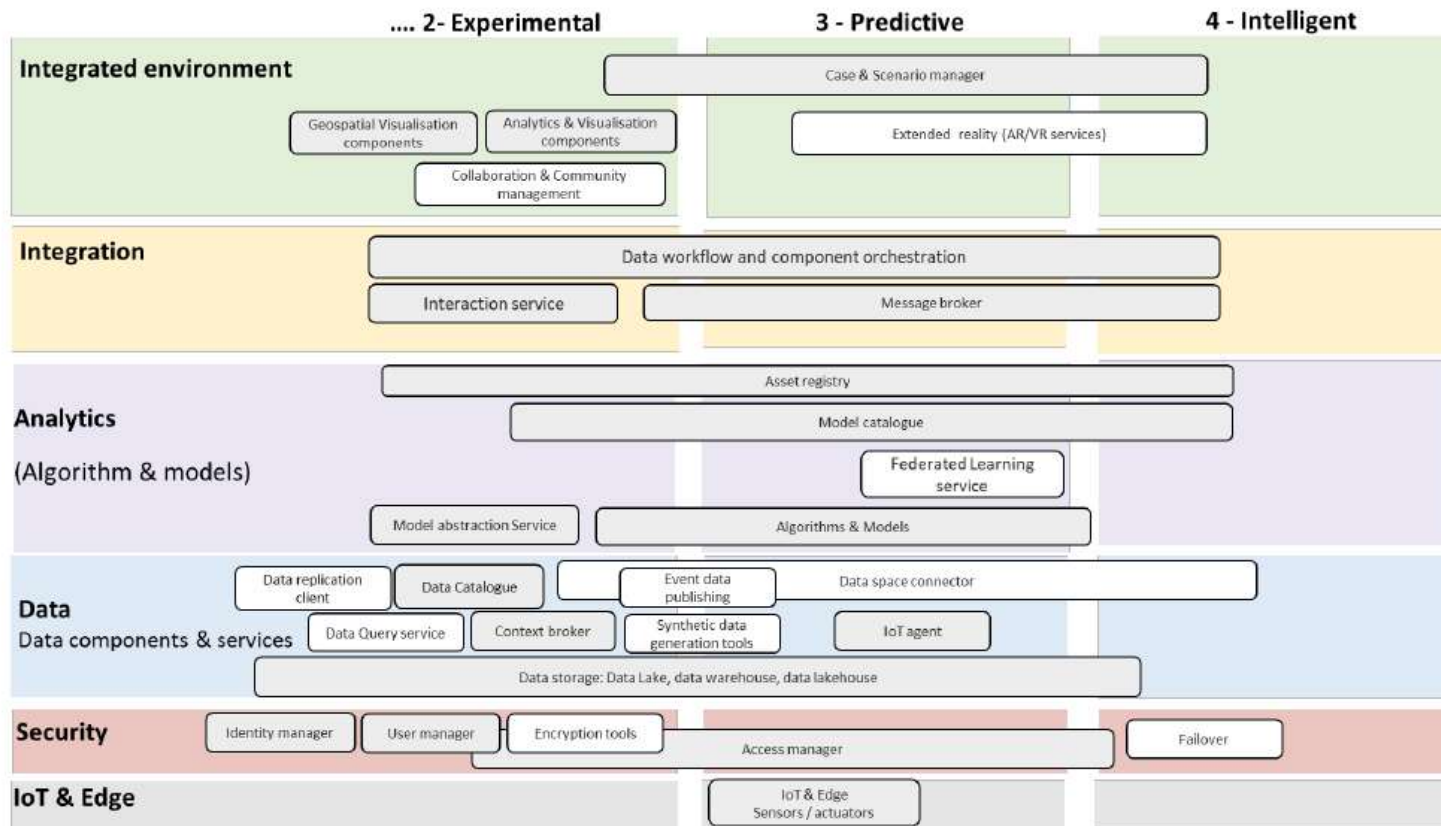 .... 2- Experimental
3 - Predictive
4 - Intelligent
Integrated environment
Case & Scenario manager
Geospatial Visualisation
components
Analytics & Visualisation
components
Extended reality (AR/VR services)
Collaboration & Community
management
Integration
Data workflow and component orchestration
Interaction service
Message broker
Asset registry
Analytics
Model catalogue
(Algorithm & models)
Federated Learning
service
Model abstraction Service
Algorithms & Models
Data replication
client
Data Catalogue
Event data
publishing
Data space connector
Data
Data components & services
Data Query service
Context broker
Synthetic data
generation tools
IoT agent
Data storage: Data Lake, data warehouse, data lakehouse
Security
Identity manager
User manager
Encryption tools
Access manager
Failover
IoT & Edge
IoT & Edge
Sensors / actuators